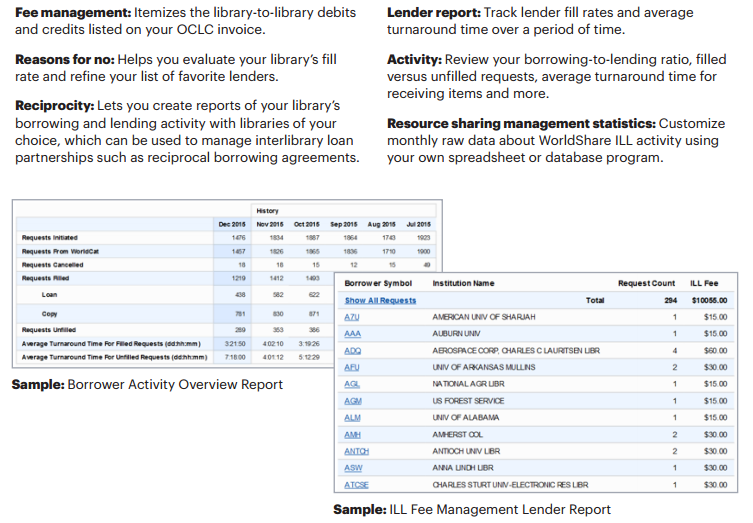 Fee management: Itemizes the library-to-library debits
and credits listed on your OCLC invoice.
Reasons for no: Helps you evaluate your library's fill
rate and refine your list of favorite lenders.
Reciprocity: Lets you create reports of your library's
borrowing and lending activity with libraries of your
choice, which can be used to manage interlibrary loan
partnerships such as reciprocal borrowing agreements.
Lender report: Track lender fill rates and average
turnaround time over a period of time.
Activity: Review your borrowing-to-lending ratio, filled
versus unfilled requests, average turnaround time for
receiving items and more.
Resource sharing management statistics: Customize
monthly raw data about WorldShare ILL activity using
your own spreadsheet or database program.
History
Dec 2015 Nov 2015 Oct 2015 Sep 2015 Aug 2015 Jul 2015
Requests Initiated 1476 1834 1887 1864 1743 1923
Requests From WorldCat 1457 1826 1865 1836 1710 1900
Requests Cancelled 18 18 15 12 15 49
Requests Filled 1219 1412 1493
Loan 438 582 622
Copy 781 830 871
Requests Unfilled 289 353 386
Average Turnaround Time For Filled Requests (dd:hh:mm) 3:21:50 4:02:10 3:19:26
Average Turnaround Time For Unfilled Requests (dd:hh:mm) 7:18:00 4:01:12 5:12:29
Sample: Borrower Activity Overview Report
Borrower Symbol Institution Name Request Count ILL Fee
Show All Requests Total 294 $10055.00
A7U AMERICAN UNIV OF SHARJAH 1 $15.00
AAA AUBURN UNIV 1 $15.00
ADQ AEROSPACE CORP, CHARLES C LAURITSEN LIBR 4 $60.00
AFU UNIV OF ARKANSAS MULLINS 2 $30.00
AGL NATIONAL AGR LIBR 1 $15.00
AGM US FOREST SERVICE 1 $15.00
ALM UNIV OF ALABAMA 1 $15.00
AMH AMHERST COL 2 $30.00
ANTCH ANTIOCH UNIV LIBR 2 $30.00
ASW ANNA LINDH LIBR 1 $30.00
ATCSE CHARLES STURT UNIV-ELECTRONIC RES LIBR 1 $30.00
Sample: ILL Fee Management Lender Report